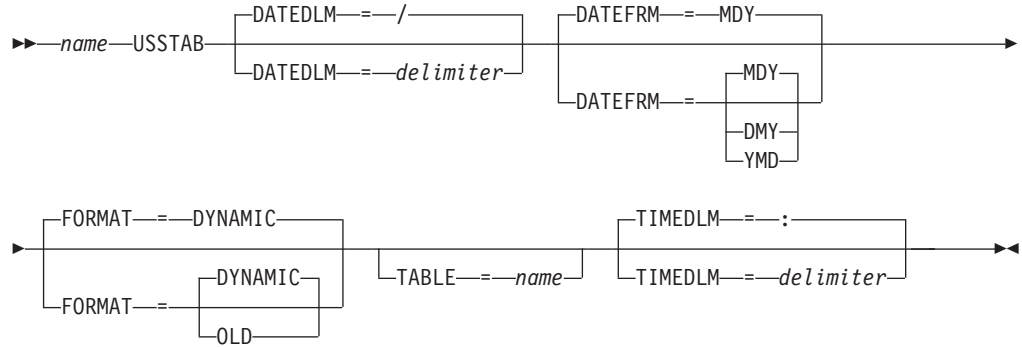 DATEDLM = / DATEFRM = MDY
name USSTAB
DATEDLM = delimiter MDY
DATEFRM =
DMY
YMD
FORMAT = DYNAMIC TIMEDLM = :
DYNAMIC TABLE = name TIMEDLM = delimiter
FORMAT =
OLD